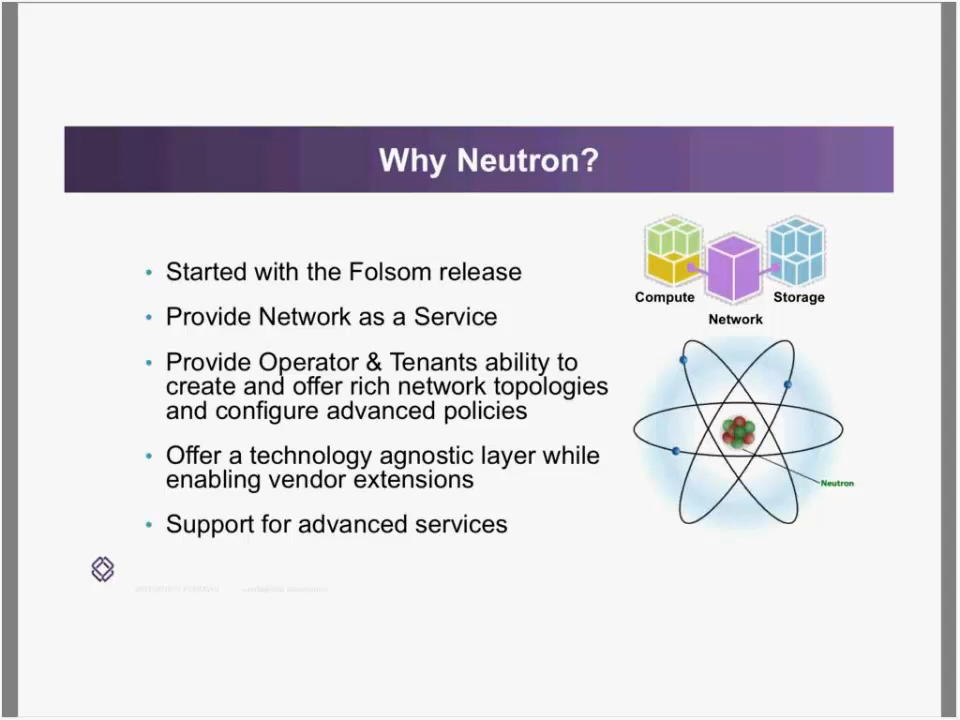 Why Neutron?
• Started with the Folsom release
• Provide Network as a Service
• Provide Operator & Tenants ability to
create and offer rich network topologies
and configure advanced policies
• Offer a technology agnostic layer while
enabling vendor extensions
• Support for advanced services
Compute
Storage
Network
Neutron